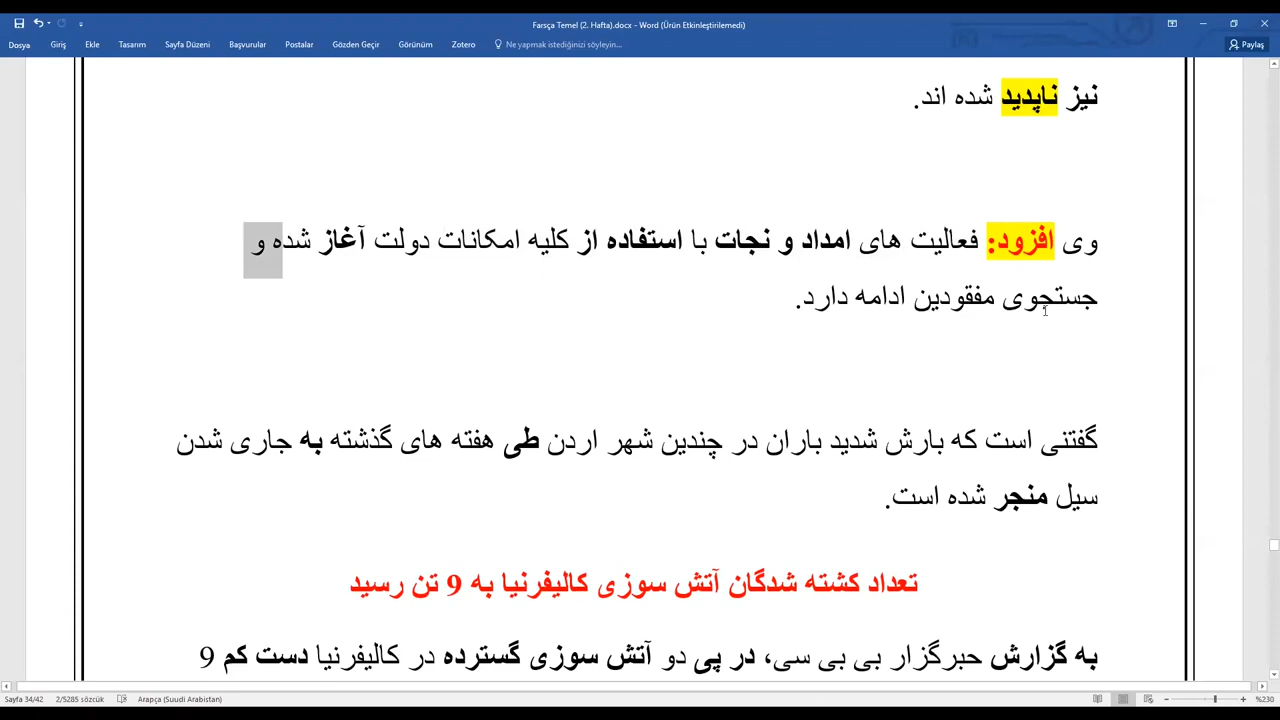 Farsça Temel (2. Hafta).docx - Word (Ürün Etkinleştirilemedi)
Dosya Giriş Ekle Tasarım Sayfa Düzeni Başvurular Postalar Gözden Geçir Görünüm Zotero Ne yapmak istediğinizi söyleyin... Paylaş
نیز ناپدید شده اند.
وی افزود: فعالیت های امداد و نجات با استفاده از کلیه امکانات دولت آغاز شده و
جستجوی مفقودین ادامه دارد.
گفتنی است که بارش شدید باران در چندین شهر اردن طی هفته های گذشته به جاری شدن
سیل منجر شده است.
تعداد کشته شدگان آتش سوزی کالیفرنیا به 9 تن رسید
به گزارش حبرگزار بی بی سی، در پی دو آتش سوزی گسترده در کالیفرنیا دست کم 9
Sayfa 34/42 2/5285 sözcük Arapça (Suudi Arabistan) %230